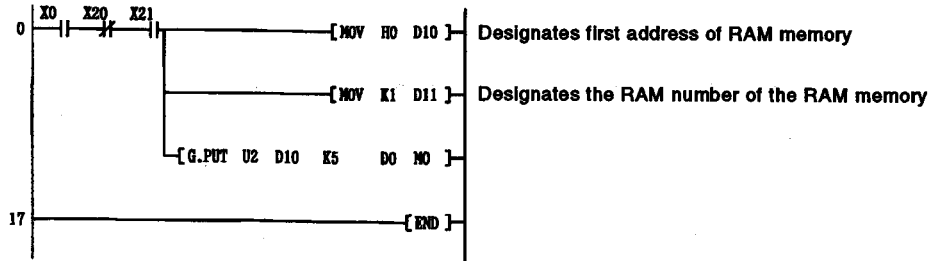 X0 X20 X21
0 [MOV H0 D10] Designates first address of RAM memory
[MOV K1 D11] Designates the RAM number of the RAM memory
[G.PUT U2 D10 K5 D0 M0]
17 [END]